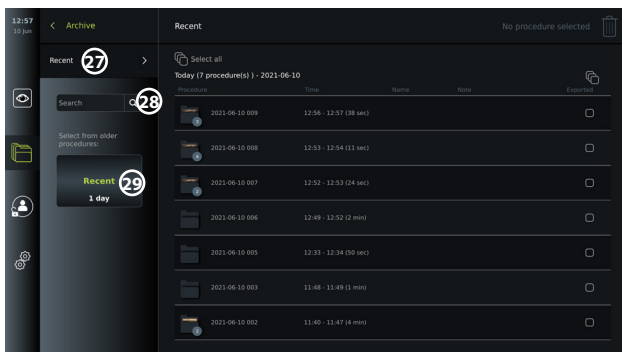 12:57
10 Jun
Archive
Recent
No procedure selected
Recent
27
Select all
Today (7 procedure(s) ) - 2021-06-10
Procedure
Time
Name
Note
Exported
Search
28
Select from older
procedures:
Recent
29
1 day
2021-06-10 009
12:56 - 12:57 (38 sec)
3
2021-06-10 008
12:53 - 12:54 (11 sec)
4
2021-06-10 007
12:52 - 12:53 (24 sec)
2
2021-06-10 006
12:49 - 12:52 (2 min)
2021-06-10 005
12:33 - 12:34 (50 sec)
2021-06-10 003
11:48 - 11:49 (1 min)
2021-06-10 002
11:40 - 11:47 (4 min)